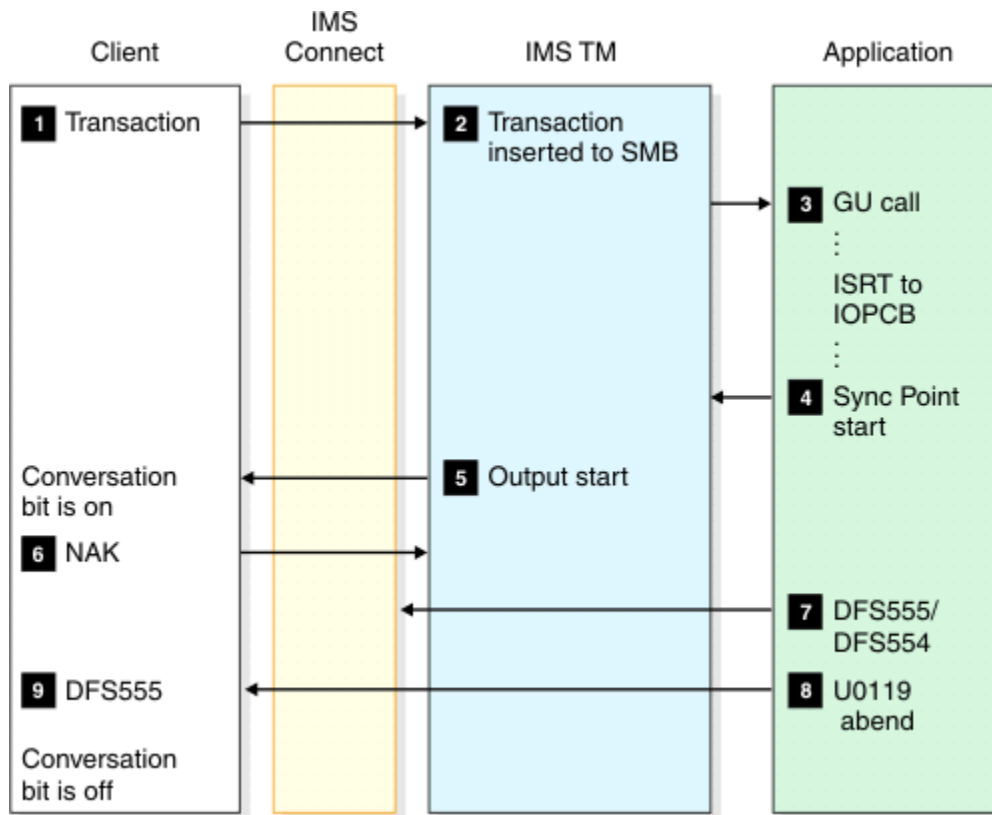 IMS
Client
Connect
IMS TM
Application
1 Transaction
2 Transaction
inserted to SMB
3 GU call
ISRT to
IOPCB
4 Sync Point
start
Conversation
bit is on
5 Output start
6 NAK
7 DFS555/
DFS554
9 DFS555
8 U0119
abend
Conversation
bit is off